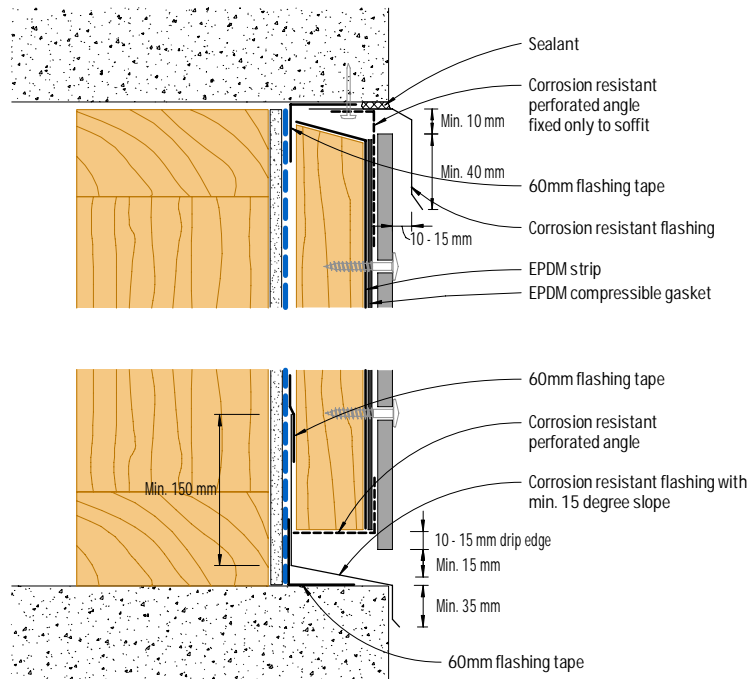 Sealant
Corrosion resistant
perforated angle
fixed only to soffit
Min. 10 mm
Min. 40 mm
60mm flashing tape
Corrosion resistant flashing
10 - 15 mm
EPDM strip
EPDM compressible gasket
60mm flashing tape
Corrosion resistant
perforated angle
Min. 150 mm
Corrosion resistant flashing with
min. 15 degree slope
10 - 15 mm drip edge
Min. 15 mm
Min. 35 mm
60mm flashing tape